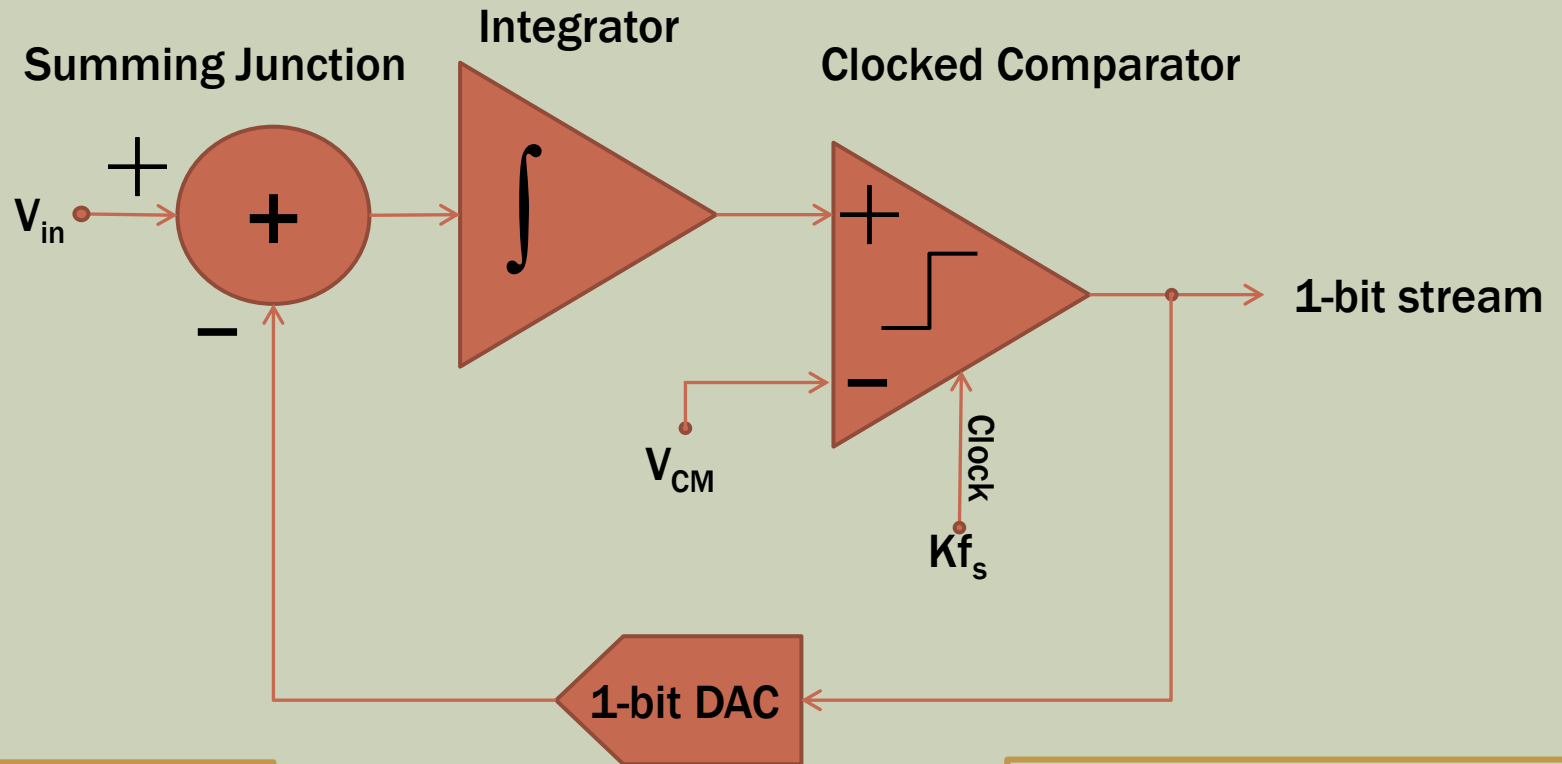 Integrator
Summing Junction
Clocked Comparator
+
+
∫
+
V_in
1-bit stream
−
−
V_CM
Clock
Kf_s
1-bit DAC